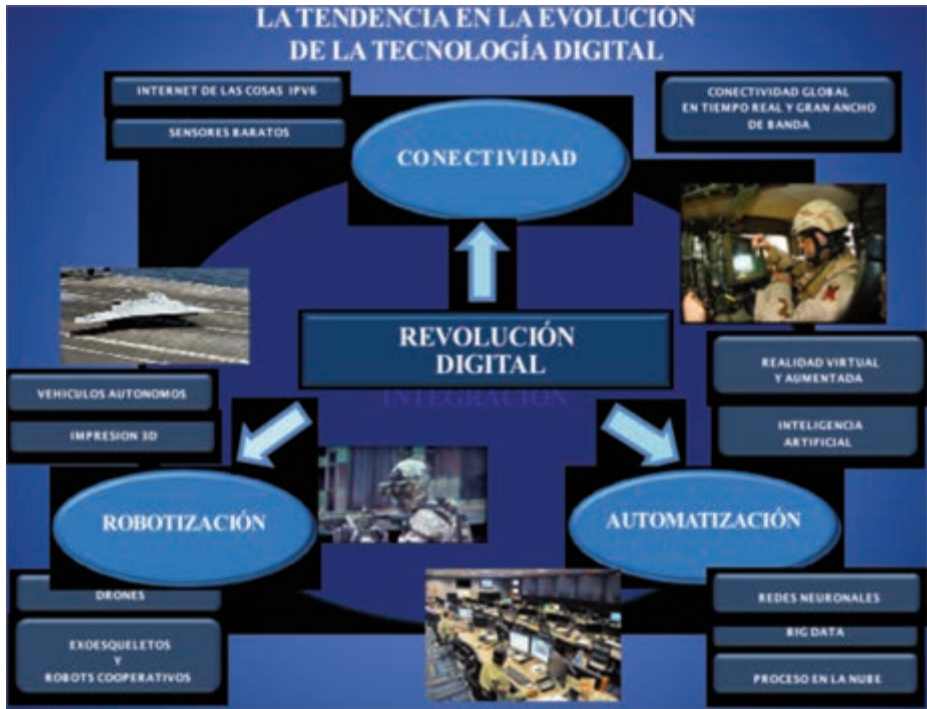 LA TENDENCIA EN LA EVOLUCIÓN
DE LA TECNOLOGÍA DIGITAL
INTERNET DE LAS COSAS IPV6
SENSORES BARATOS
CONECTIVIDAD
CONECTIVIDAD GLOBAL
EN TIEMPO REAL Y GRAN ANCHO
DE BANDA
REVOLUCIÓN
DIGITAL
INTEGRACIÓN
VEHICULOS AUTONOMOS
IMPRESION 3D
REALIDAD VIRTUAL
Y AUMENTADA
INTELIGENCIA
ARTIFICIAL
ROBOTIZACIÓN
AUTOMATIZACIÓN
DRONES
EXOESQUELETOS
Y
ROBOTS COOPERATIVOS
REDES NEURONALES
BIG DATA
PROCESO EN LA NUBE